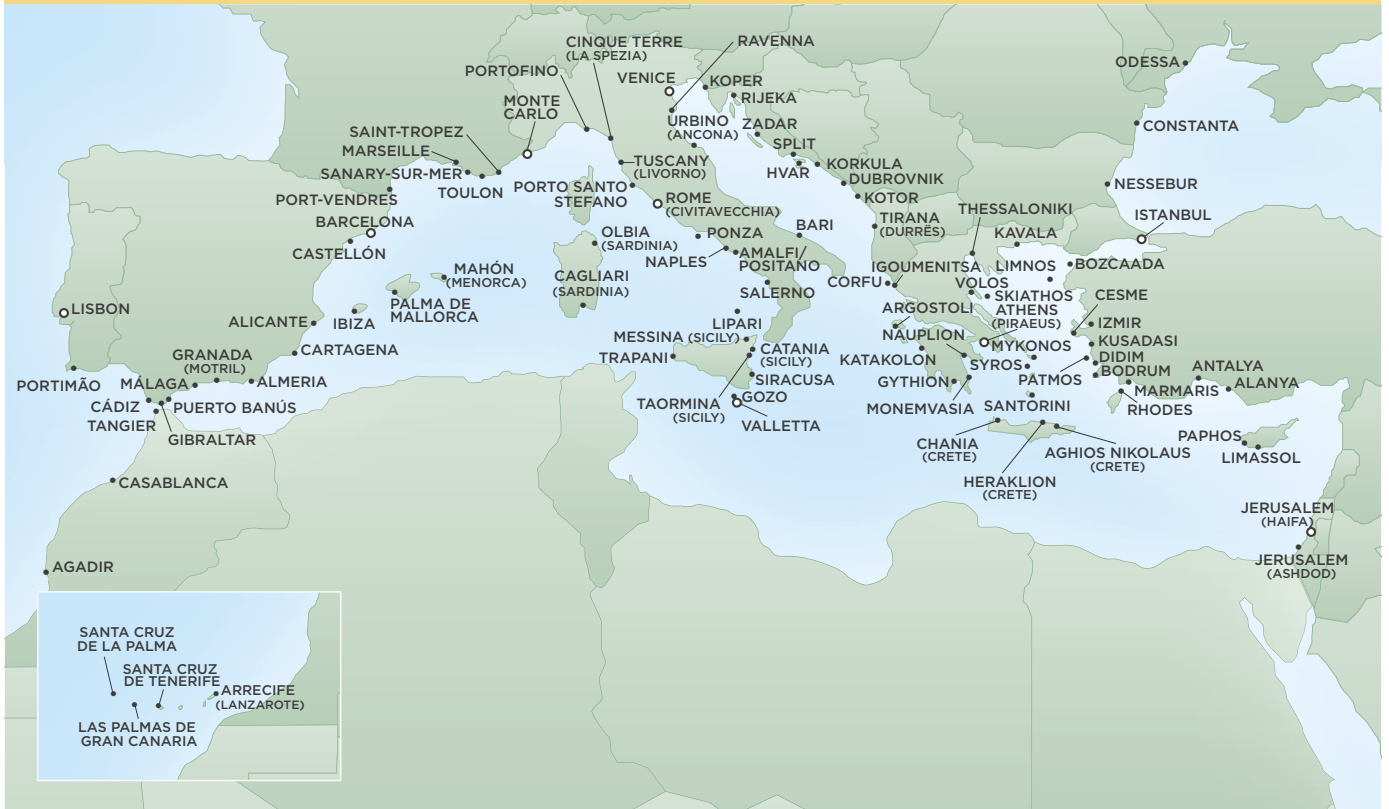 CINQUE TERRE
(LA SPEZIA)
RAVENNA
PORTOFINO
VENICE
KOPER
ODESSA
MONTE
CARLO
RIJEKA
URBINO
(ANCONA)
ZADAR
CONSTANTA
SAINT-TROPEZ
MARSEILLE
SPLIT
SANARY-SUR-MER
TUSCANY
(LIVORNO)
HVAR
KORKULA
DUBROVNIK
TOULON
PORTO SANTO
STEFANO
NESSEBUR
PORT-VENDRES
ROME
(CIVITAVECCHIA)
KOTOR
THESSALONIKI
ISTANBUL
BARCELONA
TIRANA
(DURRËS)
BARI
KAVALA
OLBIA
(SARDINIA)
PONZA
CASTELLÓN
NAPLES
AMALFI/
POSITANO
IGOUMENITSA
LIMNOS
BOZCAADA
MAHÓN
(MENORCA)
CAGLIARI
(SARDINIA)
CORFU
VOLOS
SALERNO
SKIATHOS
CESME
PALMA DE
MALLORCA
LISBON
ARGOSTOLI
ATHENS
(PIRAEUS)
ALICANTE
IBIZA
LIPARI
IZMIR
MESSINA (SICILY)
NAUPLION
KUSADASI
MYKONOS
CARTAGENA
CATANIA
(SICILY)
TRAPANI
KATAKOLON
SYROS
DIDIM
GRANADA
(MOTRIL)
BODRUM
ANTALYA
PORTIMÃO
MÁLAGA
ALMERIA
SIRACUSA
GYTHION
PATMOS
ALANYA
MARMARIS
GOZO
CÁDIZ
PUERTO BANÚS
TAORMINA
(SICILY)
MONEMVASIA
SANTORINI
RHODES
TANGIER
VALLETTA
GIBRALTAR
PAPHOS
CHANIA
(CRETE)
AGHIOS NIKOLAUS
(CRETE)
LIMASSOL
CASABLANCA
HERAKLION
(CRETE)
JERUSALEM
(HAIFA)
AGADIR
JERUSALEM
(ASHDOD)
SANTA CRUZ
DE LA PALMA
SANTA CRUZ
DE TENERIFE
ARRECIFE
(LANZAROTE)
LAS PALMAS DE
GRAN CANARIA